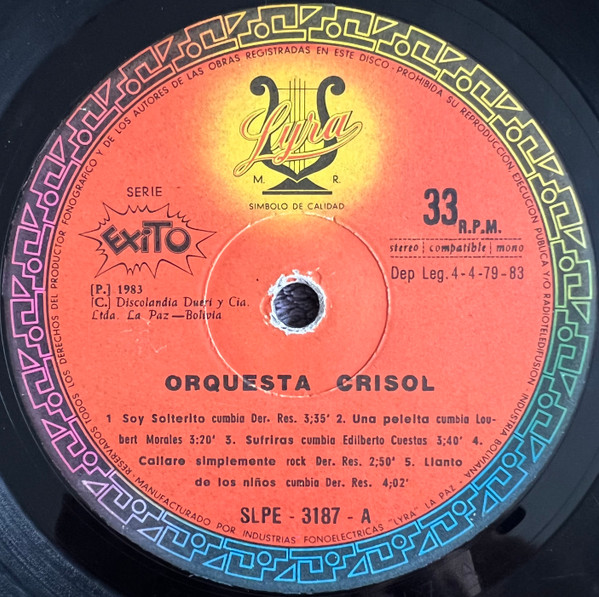 RESERVADOS TODOS LOS DERECHOS DEL PRODUCTOR FONOGRAFICO Y DE LOS AUTORES DE LAS OBRAS REGISTRADAS EN ESTE DISCO - PROHIBIDA SU REPRODUCCION EJECUCION PUBLICA Y/O RADIOTELEDIFUSION INDUSTRIA BOLIVIANA
Lyra
M. R.
SIMBOLO DE CALIDAD
SERIE
EXITO
33 R.P.M.
stereo | compatible | mono
Dep Leg. 4-4-79-83
[P.] 1983
[C.] Discolandia Dueri y Cia.
Ltda. La Paz—Bolivia
ORQUESTA CRISOL
1 Soy Solterito cumbia Der. Res. 3;35' 2. Una peleita cumbia Lou-
bert Morales 3:20' 3. Sufriras cumbia Edilberto Cuestas 3;40' 4.
Callare simplemente rock Der. Res. 2;50' 5. Llanto
de los niños cumbia Der. Res. 4;02'
SLPE - 3187 - A
MANUFACTURADO POR INDUSTRIAS FONOELECTRICAS "LYRA" LA PAZ -